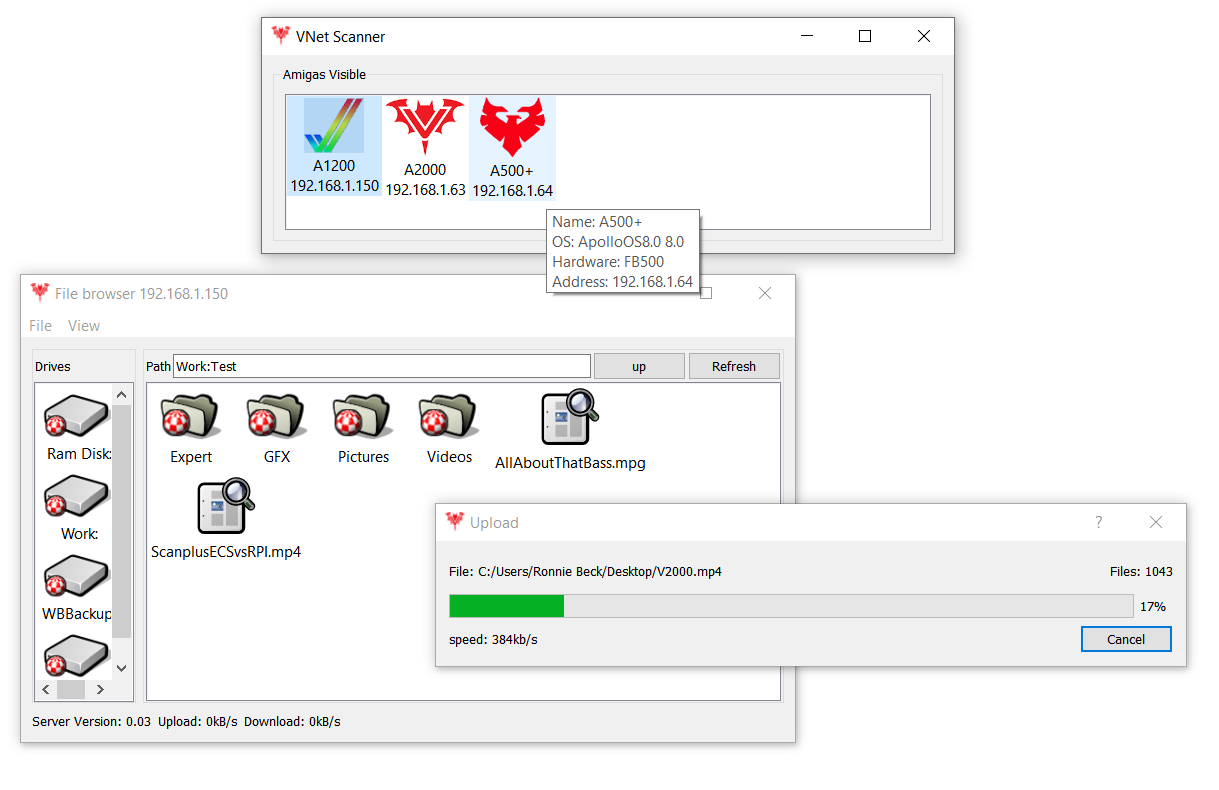 VNet Scanner
Amigas Visible
A1200
192.168.1.150
A2000
192.168.1.63
A500+
192.168.1.64
Name: A500+
OS: ApolloOS8.0 8.0
Hardware: FB500
Address: 192.168.1.64
File browser 192.168.1.150
File View
Drives
Ram Disk:
Work:
WBBackup
Path Work:Test up Refresh
Expert GFX Pictures Videos AllAboutThatBass.mpg
ScanplusECSvsRPI.mp4
Server Version: 0.03 Upload: 0kB/s Download: 0kB/s
Upload ?
File: C:/Users/Ronnie Beck/Desktop/V2000.mp4 Files: 1043
17%
speed: 384kb/s Cancel